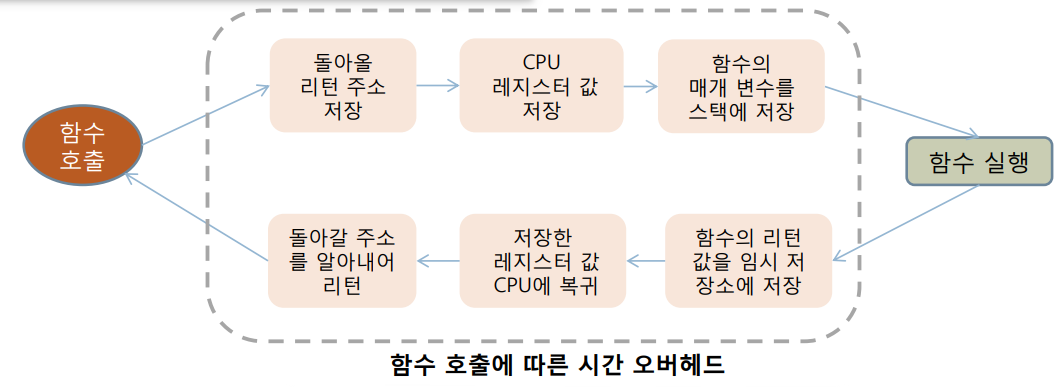 함수
호출
돌아올
리턴 주소
저장
CPU
레지스터 값
저장
함수의
매개 변수를
스택에 저장
함수 실행
함수의 리턴
값을 임시 저
장소에 저장
저장한
레지스터 값
CPU에 복귀
돌아갈 주소
를 알아내어
리턴
함수 호출에 따른 시간 오버헤드